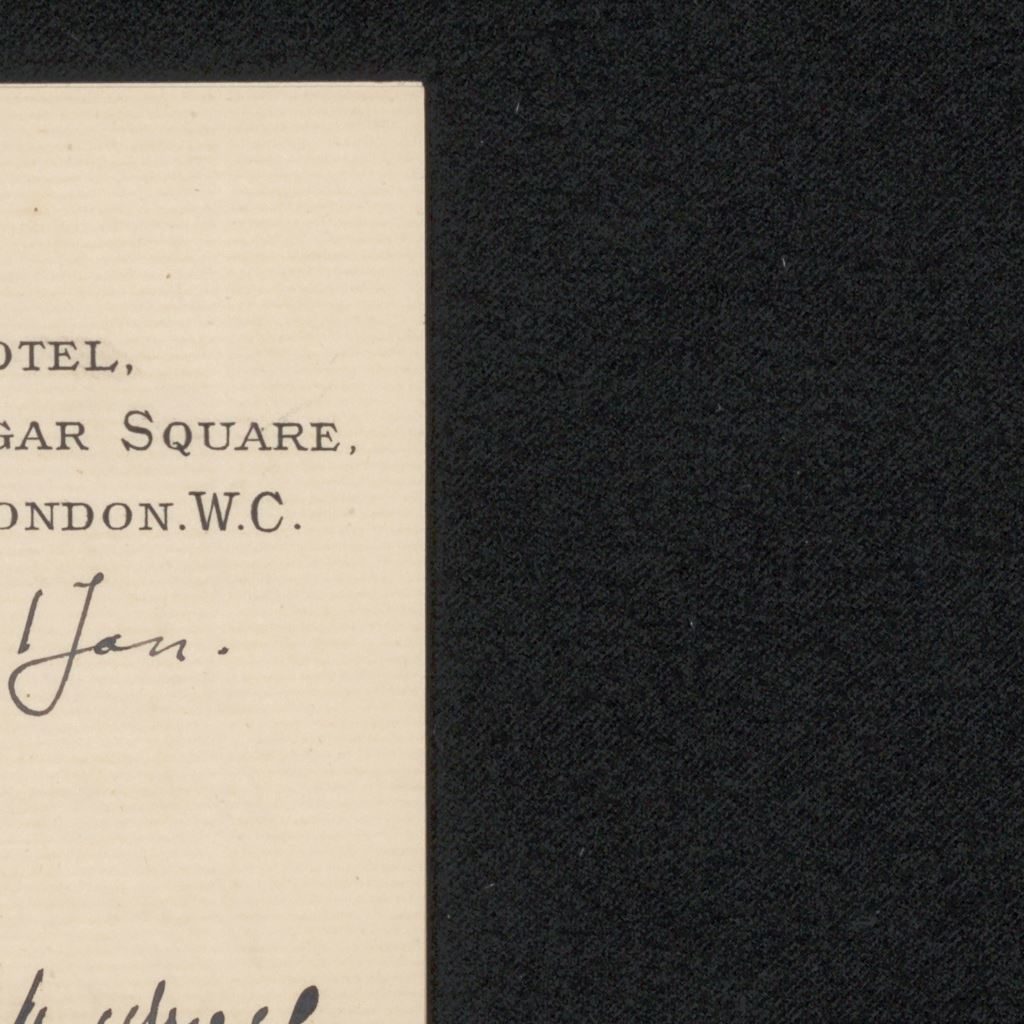 OTEL,
GAR SQUARE,
ONDON.W.C.
1 Jan.